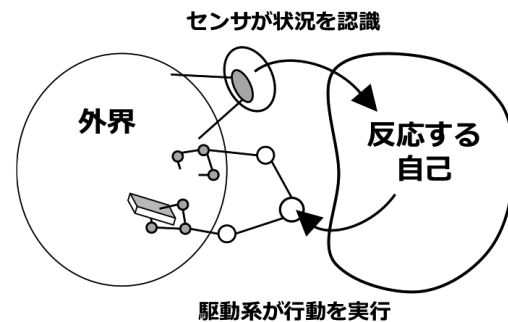 センサが状況を認識
外界
反応する
自己
駆動系が行動を実行